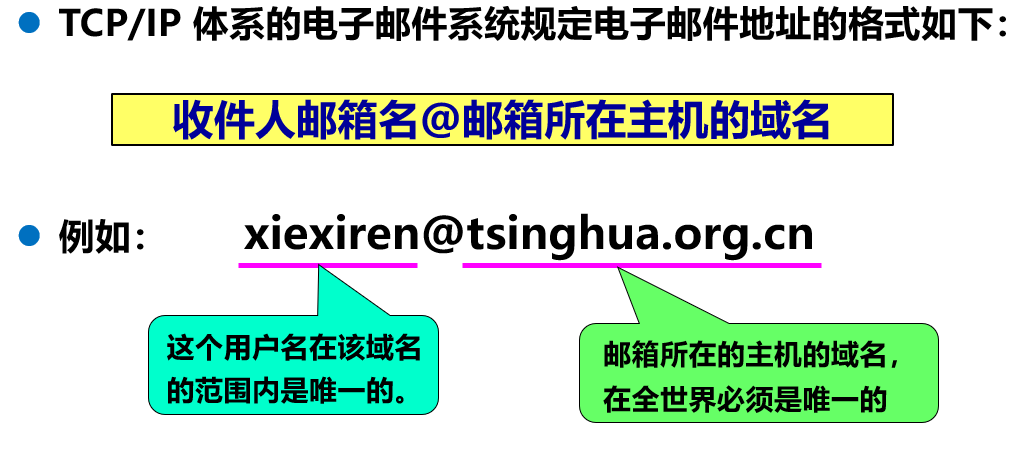 TCP/IP 体系的电子邮件系统规定电子邮件地址的格式如下：
收件人邮箱名@邮箱所在主机的域名
例如： xiexiren@tsinghua.org.cn
这个用户名在该域名
的范围内是唯一的。
邮箱所在的主机的域名，
在全世界必须是唯一的